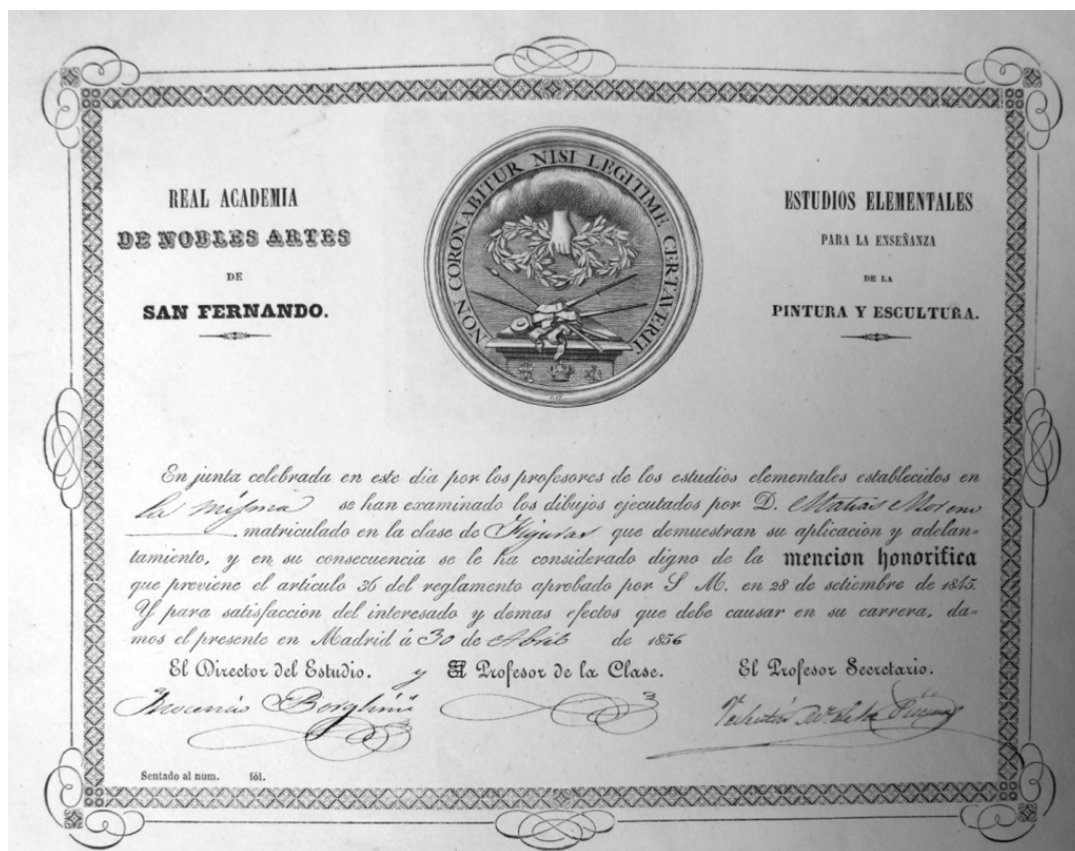 REAL ACADEMIA
DE NOBLES ARTES
DE
SAN FERNANDO.
NON CORONABITUR NISI LEGITIME CERTAVERIT
ESTUDIOS ELEMENTALES
PARA LA ENSEÑANZA
DE LA
PINTURA Y ESCULTURA.
En junta celebrada en este dia por los profesores de los estudios elementales establecidos en
la misma se han examinado los dibujos ejecutados por D. Matias Moreno
matriculado en la clase de Figuras que demuestran su aplicacion y adelan-
tamiento, y en su consecuencia se le ha considerado digno de la mencion honorifica
que previene el artículo 36 del reglamento aprobado por S M. en 28 de setiembre de 1845.
Y para satisfaccion del interesado y demas efectos que debe causar en su carrera, da-
mos el presente en Madrid á 30 de Abril de 1856
El Director del Estudio. y El Profesor de la Clase. El Profesor Secretario.
Borghini
Sentado al num. fól.